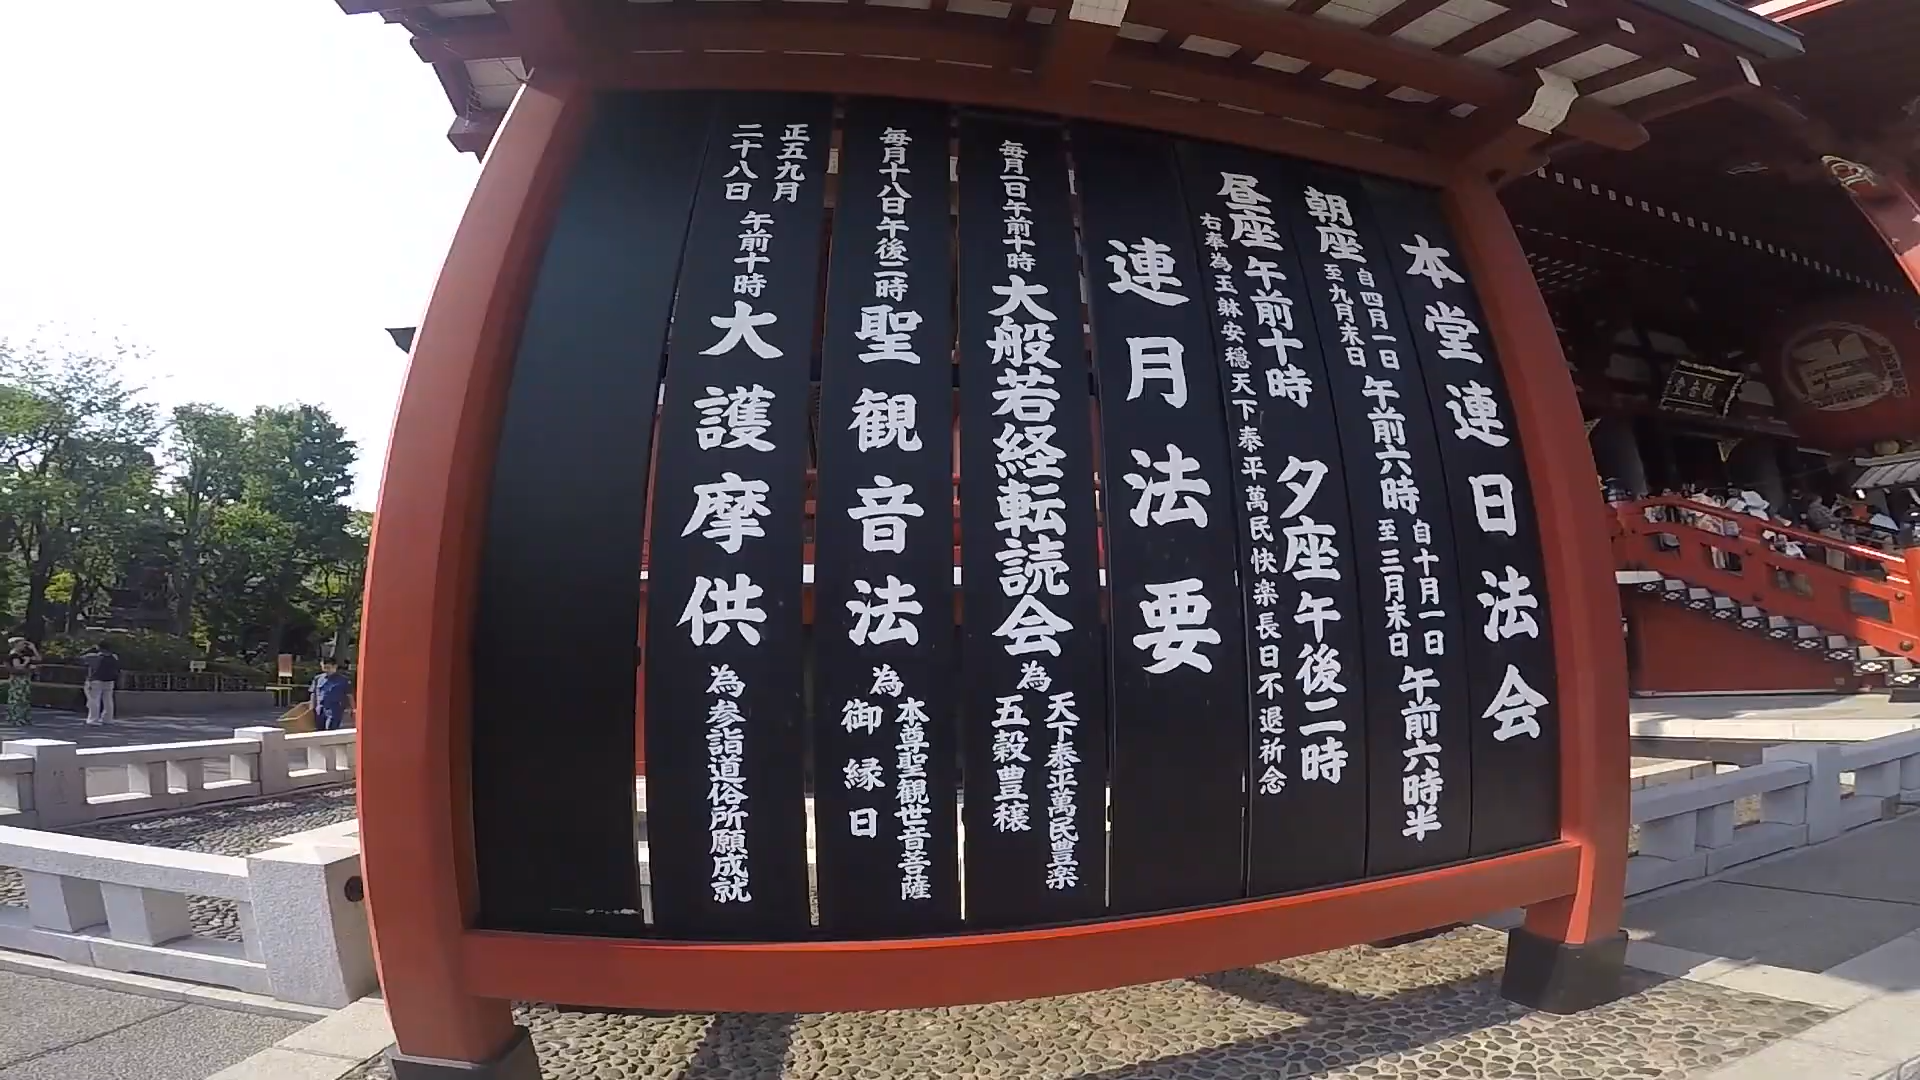 本堂連日法会
朝座 自四月一日 至九月末日 午前六時 自十月一日 至三月末日 午前六時半
昼座 午前十時 夕座 午後二時
右奉為玉躰安穏天下泰平萬民快楽長日不退祈念
連月法要
毎月一日午前十時 大般若経転読会 為 天下泰平萬民豊楽 五穀豊穣
毎月十八日午後二時 聖観音法 為 本尊聖観世音菩薩 御縁日
正五九月 二十八日 午前十時 大護摩供 為参詣道俗所願成就